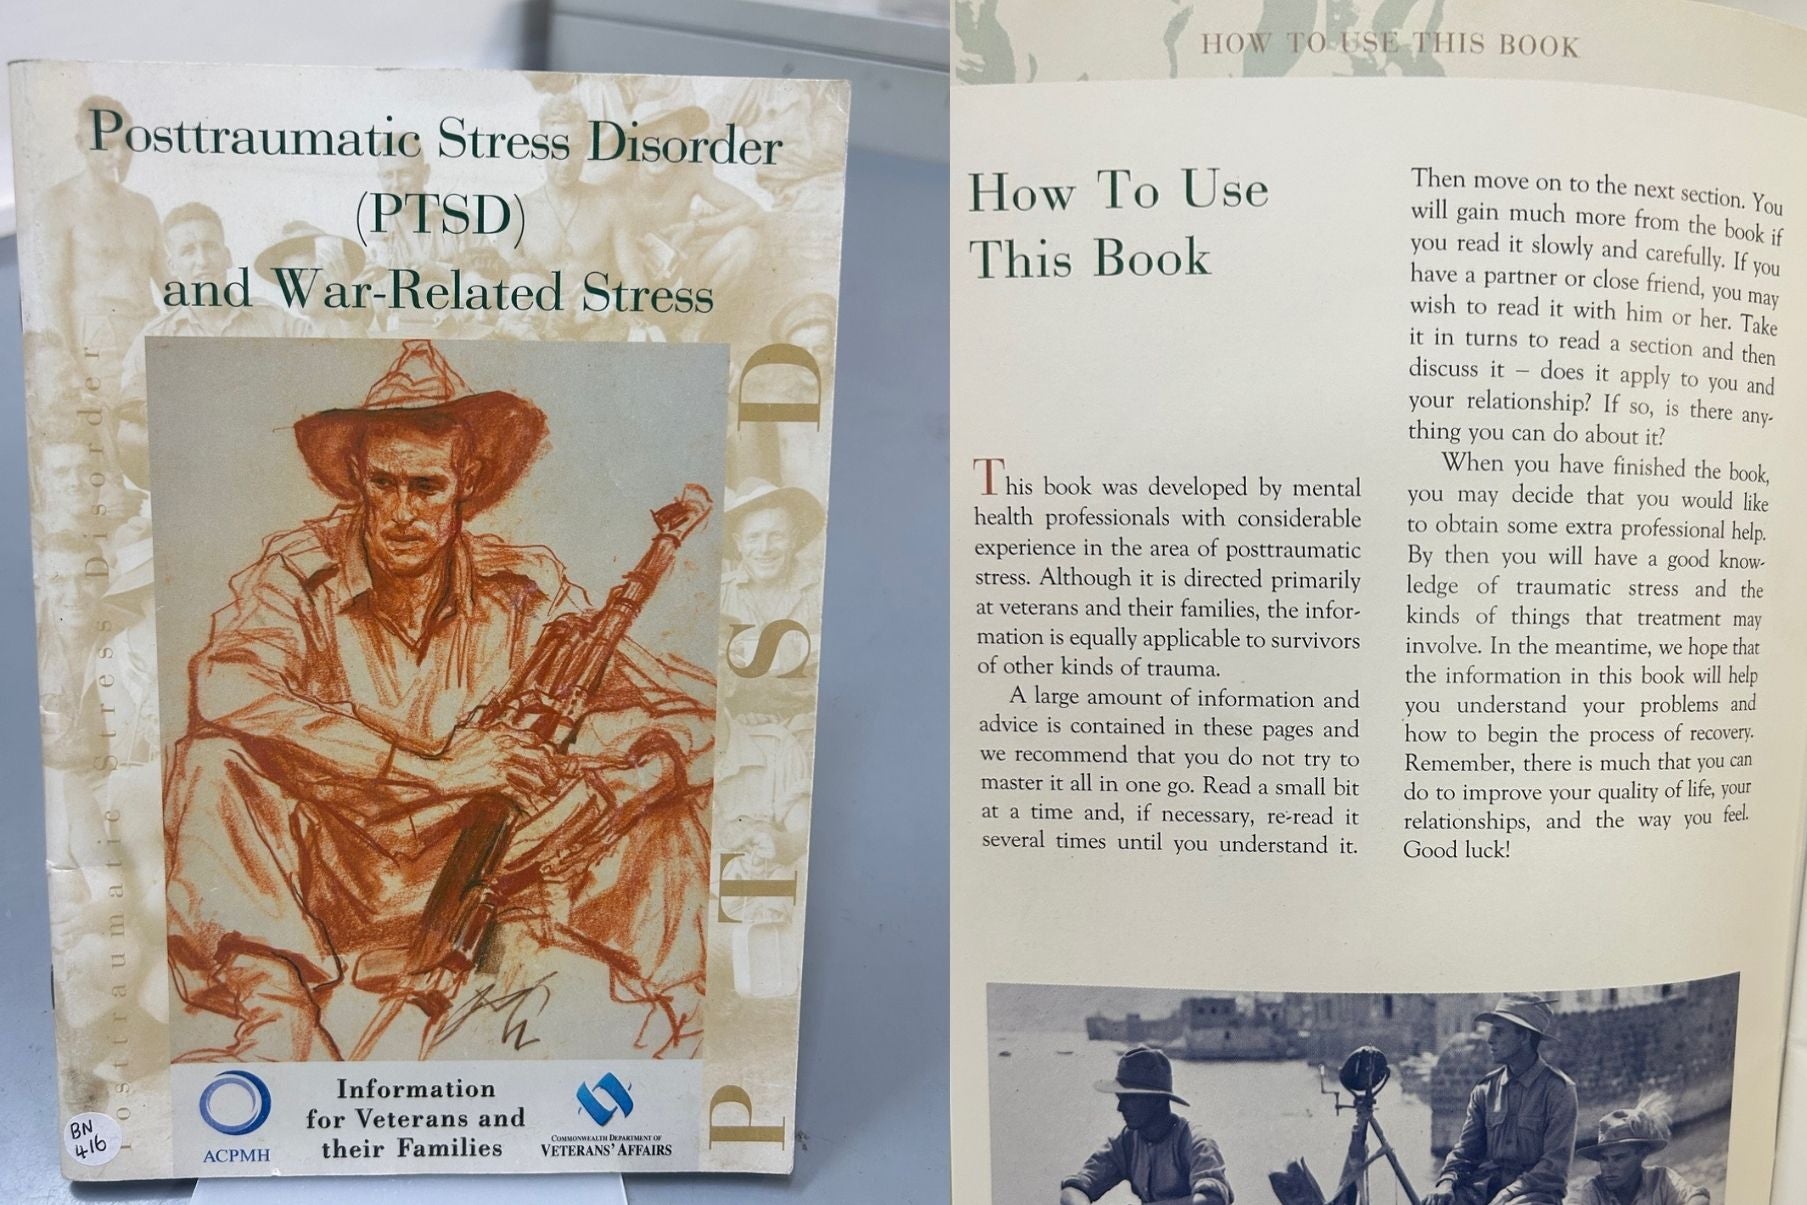 Posttraumatic Stress Disorder
(PTSD)
and War-Related Stress
Posttraumatic Stress Disorder
PTSD
ACPMH
Information
for Veterans and
their Families
COMMONWEALTH DEPARTMENT OF
VETERANS' AFFAIRS
BN
416
HOW TO USE THIS BOOK
How To Use
This Book
This book was developed by mental
health professionals with considerable
experience in the area of posttraumatic
stress. Although it is directed primarily
at veterans and their families, the infor-
mation is equally applicable to survivors
of other kinds of trauma.
A large amount of information and
advice is contained in these pages and
we recommend that you do not try to
master it all in one go. Read a small bit
at a time and, if necessary, re-read it
several times until you understand it.
Then move on to the next section. You
will gain much more from the book if
you read it slowly and carefully. If you
have a partner or close friend, you may
wish to read it with him or her. Take
it in turns to read a section and then
discuss it – does it apply to you and
your relationship? If so, is there any-
thing you can do about it?
When you have finished the book,
you may decide that you would like
to obtain some extra professional help.
By then you will have a good know-
ledge of traumatic stress and the
kinds of things that treatment may
involve. In the meantime, we hope that
the information in this book will help
you understand your problems and
how to begin the process of recovery.
Remember, there is much that you can
do to improve your quality of life, your
relationships, and the way you feel.
Good luck!